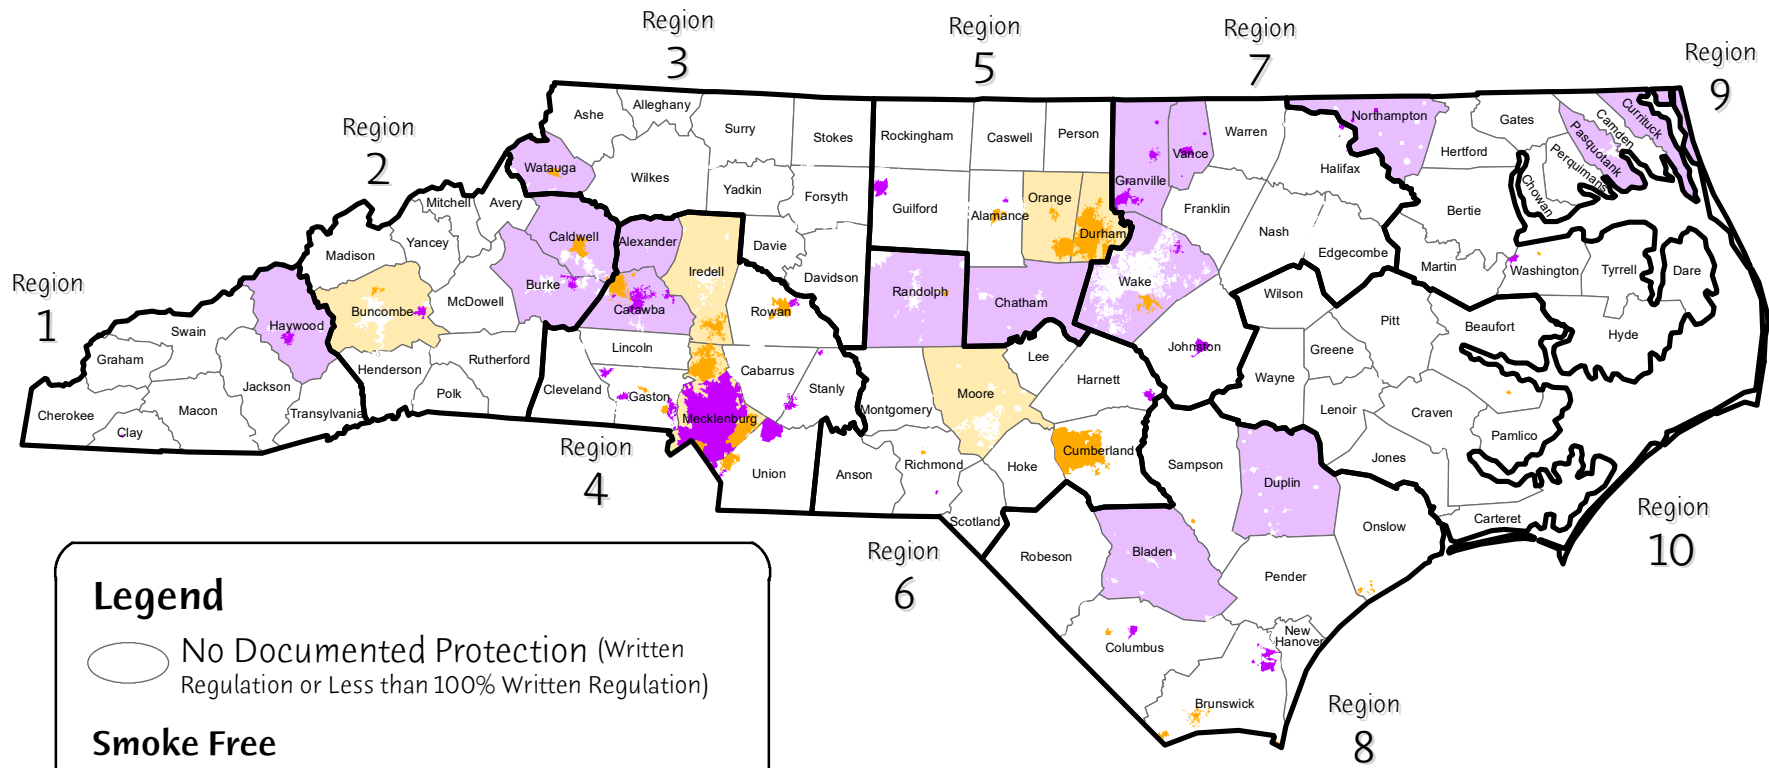 Region
3
Region
5
Region
7
Region
9
Region
2
Region
1
Ashe
Alleghany
Surry
Stokes
Rockingham
Caswell
Person
Granville
Vance
Warren
Northampton
Gates
Currituck
Camden
Pasquotank
Perquimans
Chowan
Hertford
Halifax
Watauga
Wilkes
Yadkin
Forsyth
Guilford
Alamance
Orange
Durham
Franklin
Nash
Edgecombe
Bertie
Martin
Washington
Tyrrell
Dare
Mitchell
Avery
Caldwell
Alexander
Iredell
Davie
Davidson
Madison
Yancey
Burke
Catawba
Rowan
Randolph
Chatham
Wake
Wilson
Pitt
Beaufort
Hyde
Buncombe
McDowell
Haywood
Swain
Graham
Jackson
Henderson
Rutherford
Polk
Lincoln
Cleveland
Gaston
Cabarrus
Stanly
Mecklenburg
Union
Montgomery
Moore
Lee
Harnett
Johnston
Wayne
Greene
Lenoir
Craven
Pamlico
Jones
Carteret
Cherokee
Clay
Macon
Transylvania
Anson
Richmond
Scotland
Hoke
Cumberland
Sampson
Duplin
Onslow
Robeson
Bladen
Pender
Columbus
New
Hanover
Brunswick
Region
4
Region
6
Region
8
Region
10
Legend
No Documented Protection (Written
Regulation or Less than 100% Written Regulation)
Smoke Free